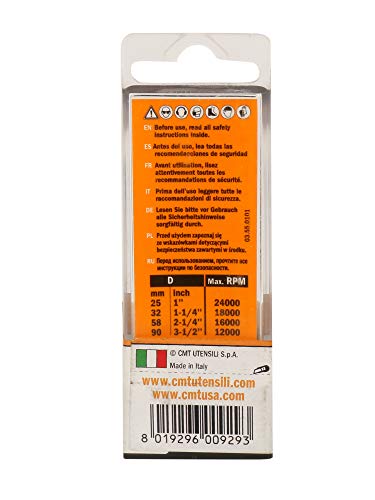 EN Before use, read all safety
instructions inside.
ES Antes del uso, lea todas las
recomendarciones de seguridad
FR Avant utilisation, lisez
attentivement toutes les
recommandations de sécurité.
IT Prima dell'uso leggere tutte le
raccomandazioni di sicurezza.
DE Lesen Sie bitte vor Gebrauch
alle Sicherheitshinweise
sorgfältig durch.
PL Przed użyciem zapoznaj się
ze wskazówkami dotyczącymi
bezpieczeństwa zawartymi w środku.
RU Перед использованием, прочтите все
инструкции по безопасности.
03.55.0101
D Max. RPM
mm inch
25 1" 24000
32 1-1/4" 18000
58 2-1/4" 16000
90 3-1/2" 12000
© CMT UTENSILI S.p.A.
Made in Italy
www.cmtutensili.com
www.cmtusa.com
8 019296 009293